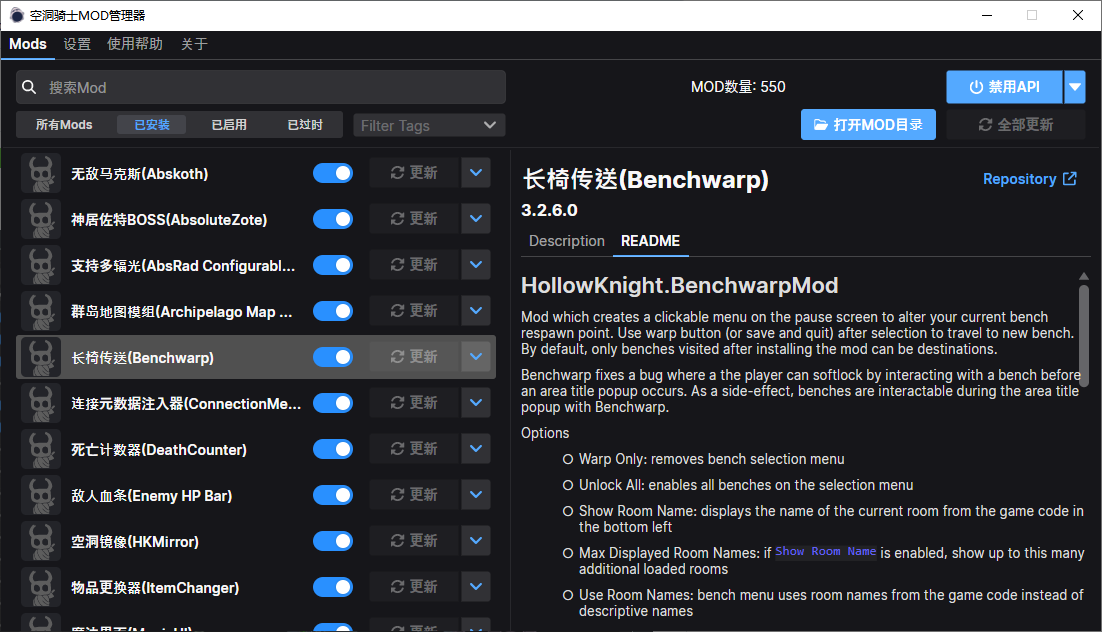 空洞骑士MOD管理器
Mods 设置 使用帮助 关于
搜索Mod
MOD数量: 550
禁用API
所有Mods 已安装 已启用 已过时 Filter Tags
打开MOD目录 全部更新
无敌马克斯(Abskoth) 更新
神居佐特BOSS(AbsoluteZote) 更新
支持多辐光(AbsRad Configurabl... 更新
群岛地图模组(Archipelago Map ... 更新
长椅传送(Benchwarp) 更新
连接元数据注入器(ConnectionMe... 更新
死亡计数器(DeathCounter) 更新
敌人血条(Enemy HP Bar) 更新
空洞镜像(HKMirror) 更新
物品更换器(ItemChanger) 更新
长椅传送(Benchwarp)
Repository
3.2.6.0
Description README
HollowKnight.BenchwarpMod
Mod which creates a clickable menu on the pause screen to alter your current bench
respawn point. Use warp button (or save and quit) after selection to travel to new bench.
By default, only benches visited after installing the mod can be destinations.
Benchwarp fixes a bug where a the player can softlock by interacting with a bench before
an area title popup occurs. As a side-effect, benches are interactable during the area title
popup with Benchwarp.
Options
Warp Only: removes bench selection menu
Unlock All: enables all benches on the selection menu
Show Room Name: displays the name of the current room from the game code in
the bottom left
Max Displayed Room Names: if Show Room Name is enabled, show up to this many
additional loaded rooms
Use Room Names: bench menu uses room names from the game code instead of
descriptive names